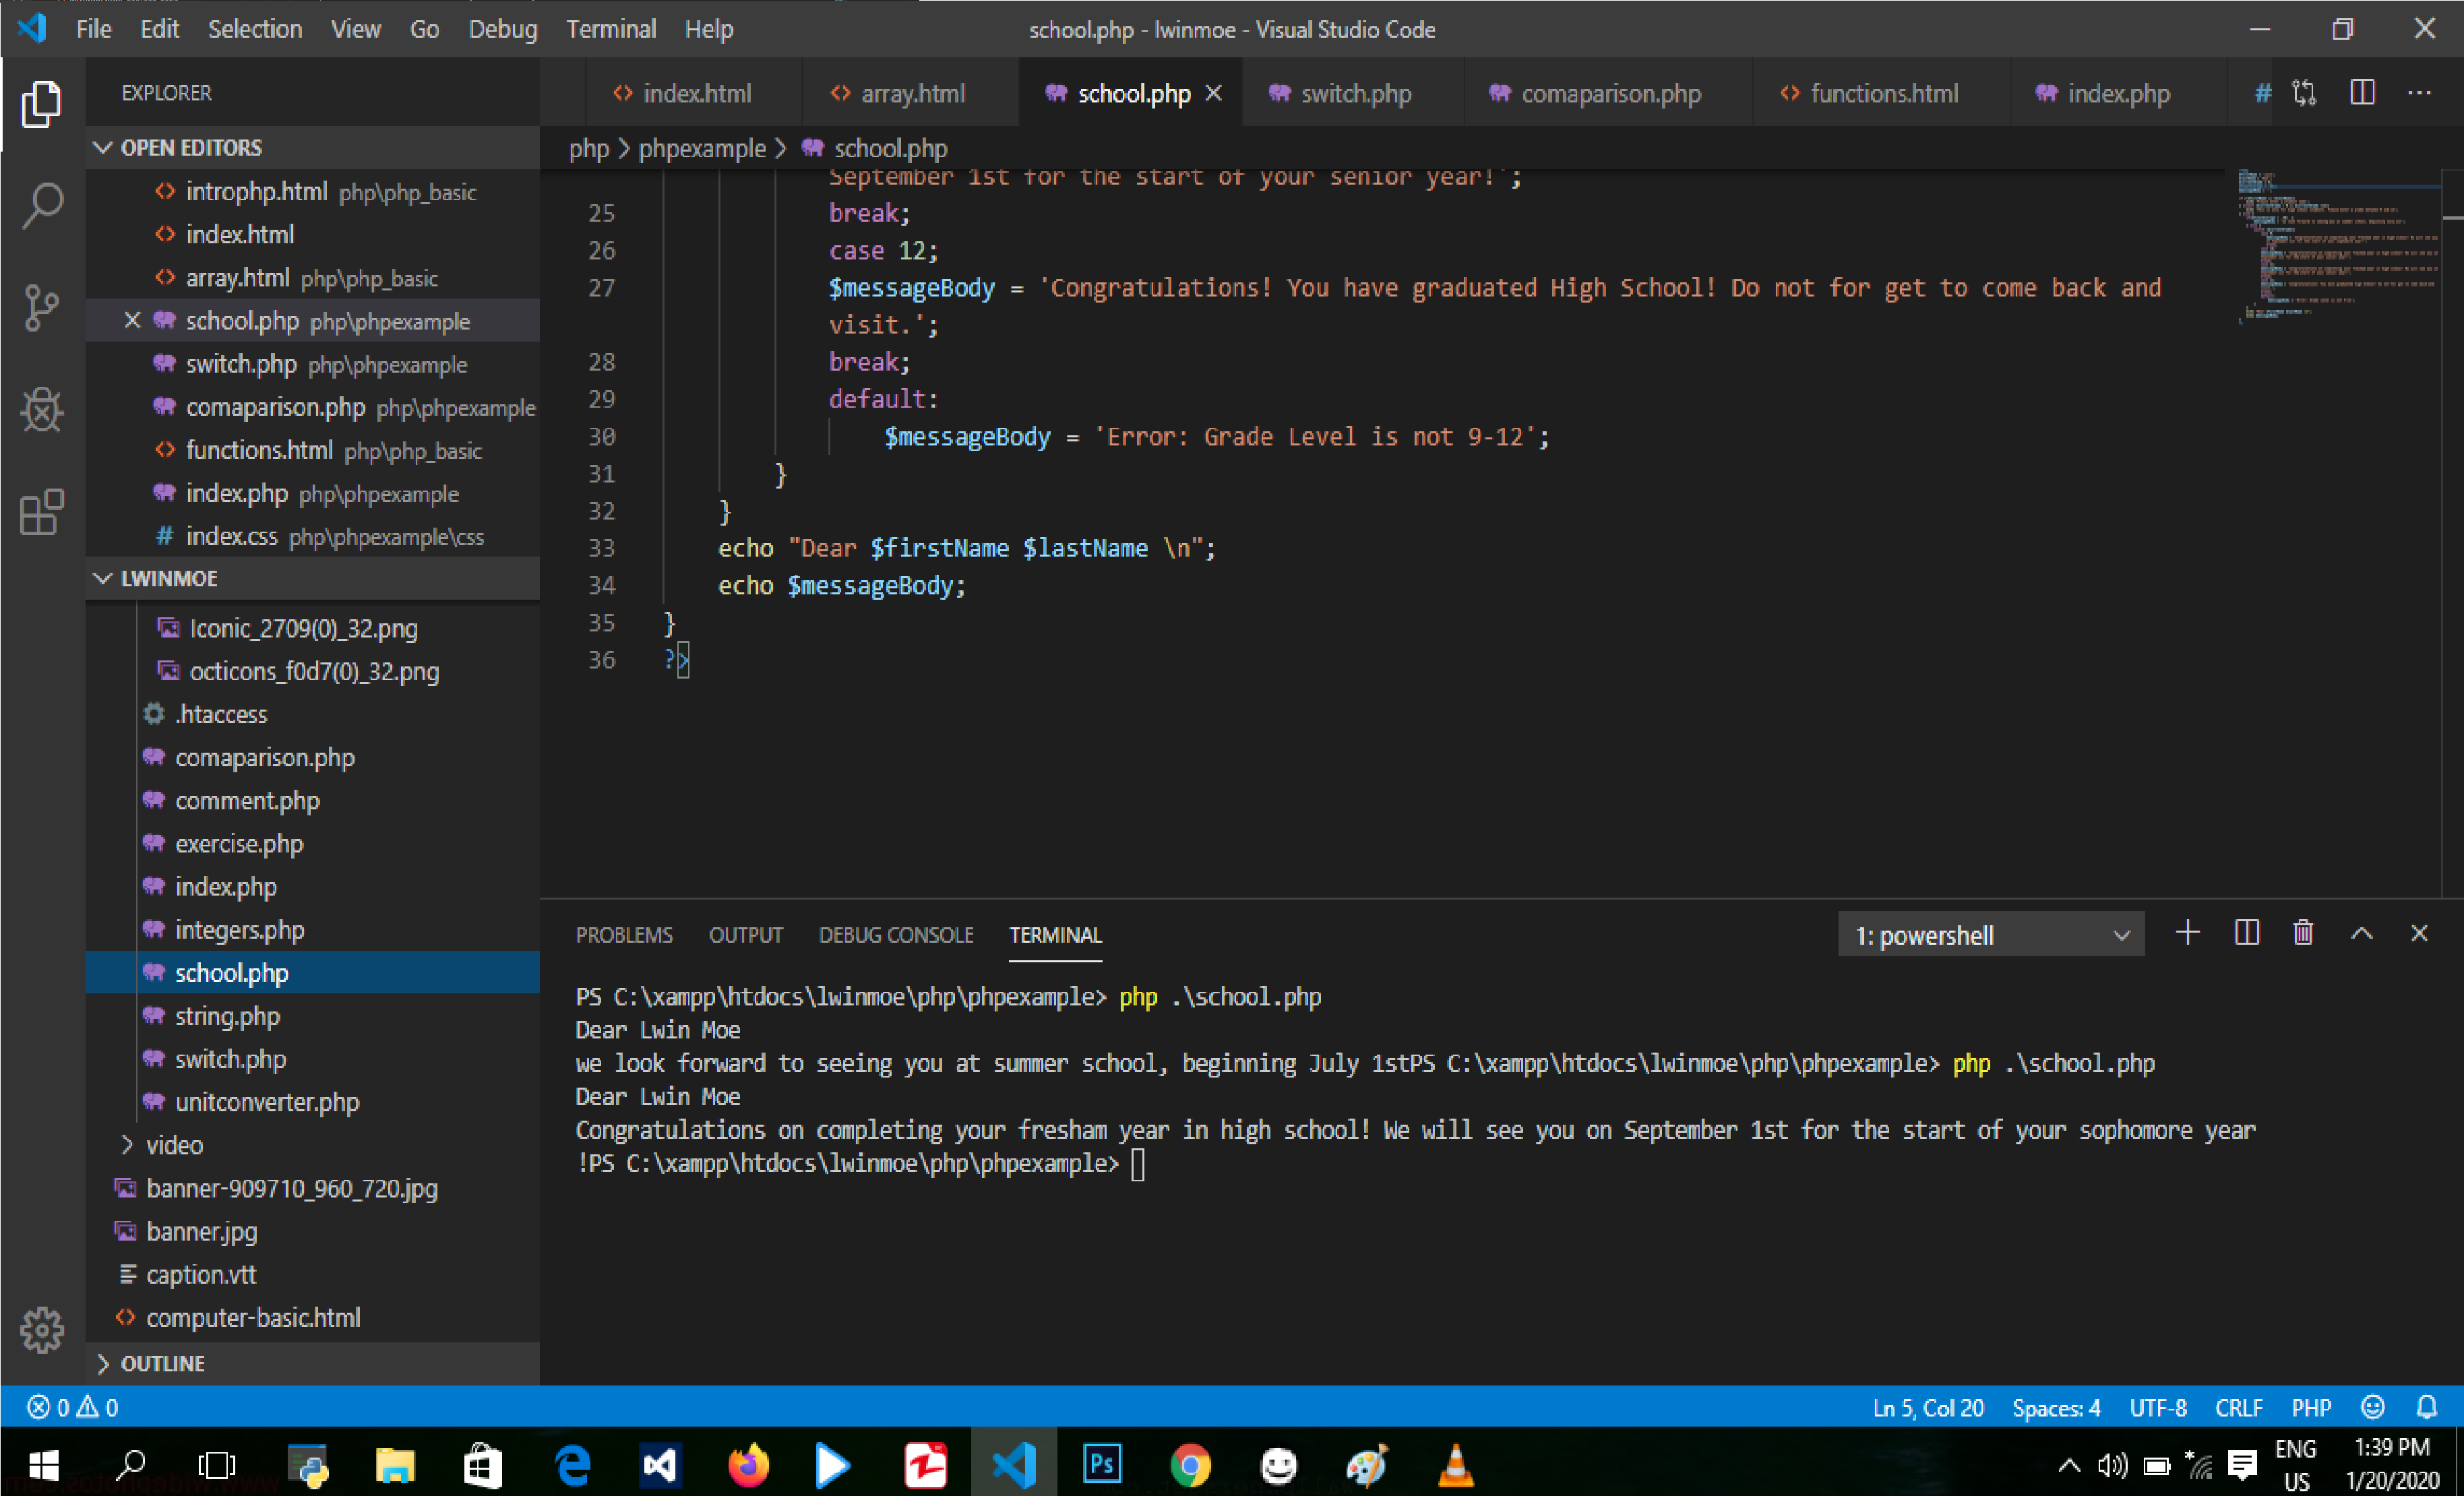 File Edit Selection View Go Debug Terminal Help
school.php - lwinmoe - Visual Studio Code
EXPLORER
OPEN EDITORS
introphp.html php\php_basic
index.html
array.html php\php_basic
school.php php\phpexample
switch.php php\phpexample
comaparison.php php\phpexample
functions.html php\php_basic
index.php php\phpexample
# index.css php\phpexample\css
LWINMOE
Iconic_2709(0)_32.png
octicons_f0d7(0)_32.png
.htaccess
comaparison.php
comment.php
exercise.php
index.php
integers.php
school.php
string.php
switch.php
unitconverter.php
video
banner-909710_960_720.jpg
banner.jpg
caption.vtt
computer-basic.html
OUTLINE
index.html array.html school.php switch.php comaparison.php functions.html index.php #
php > phpexample > school.php
September 1st for the start of your senior year!';
25 break;
26 case 12;
27 $messageBody = 'Congratulations! You have graduated High School! Do not for get to come back and
visit.';
28 break;
29 default:
30 $messageBody = 'Error: Grade Level is not 9-12';
31 }
32 }
33 echo "Dear $firstName $lastName \n";
34 echo $messageBody;
35 }
36 ?>
PROBLEMS OUTPUT DEBUG CONSOLE TERMINAL
1: powershell
PS C:\xampp\htdocs\lwinmoe\php\phpexample> php .\school.php
Dear Lwin Moe
we look forward to seeing you at summer school, beginning July 1stPS C:\xampp\htdocs\lwinmoe\php\phpexample> php .\school.php
Dear Lwin Moe
Congratulations on completing your fresham year in high school! We will see you on September 1st for the start of your sophomore year
!PS C:\xampp\htdocs\lwinmoe\php\phpexample>
0 0
Ln 5, Col 20 Spaces: 4 UTF-8 CRLF PHP
Ps
ENG
US
1:39 PM
1/20/2020